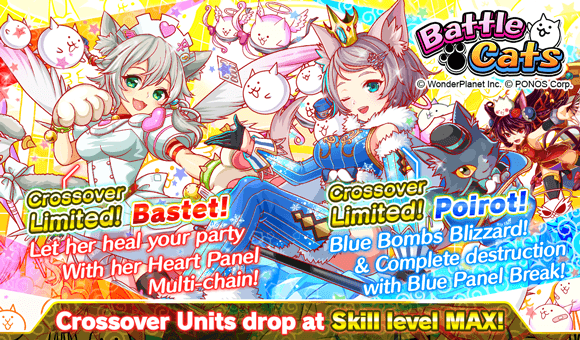 Battle
Cats
© WonderPlanet Inc. © PONOS Corp.
Crossover
Limited! Bastet!
Let her heal your party
With her Heart Panel
Multi-chain!
Crossover
Limited! Poirot!
Blue Bombs Blizzard!
& Complete destruction
with Blue Panel Break!
Crossover Units drop at Skill level MAX!